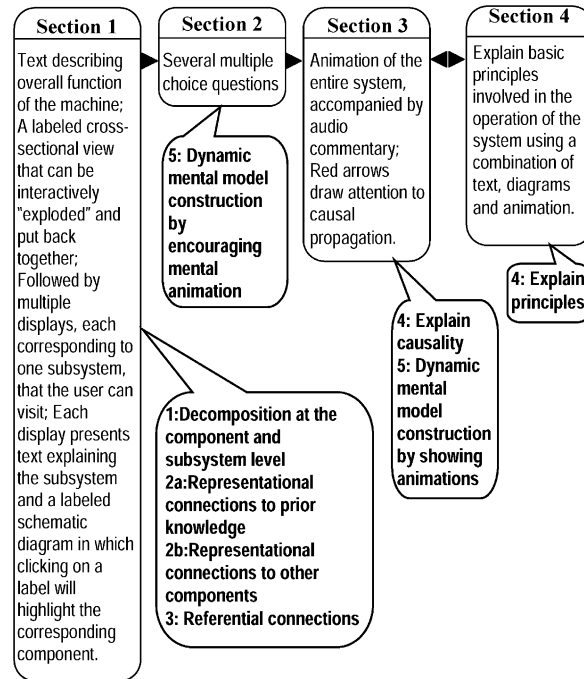 Section 1
Text describing
overall function
of the machine;
A labeled cross-
sectional view
that can be
interactively
"exploded" and
put back
together;
Followed by
multiple
displays, each
corresponding to
one subsystem,
that the user can
visit; Each
display presents
text explaining
the subsystem
and a labeled
schematic
diagram in which
clicking on a
label will
highlight the
corresponding
component.
1:Decomposition at the
component and
subsystem level
2a:Representational
connections to prior
knowledge
2b:Representational
connections to other
components
3: Referential connections
Section 2
Several multiple
choice questions
5: Dynamic
mental model
construction
by
encouraging
mental
animation
Section 3
Animation of the
entire system,
accompanied by
audio
commentary;
Red arrows
draw attention to
causal
propagation.
4: Explain
causality
5: Dynamic
mental
model
construction
by showing
animations
Section 4
Explain basic
principles
involved in the
operation of the
system using a
combination of
text, diagrams
and animation.
4: Explain
principles